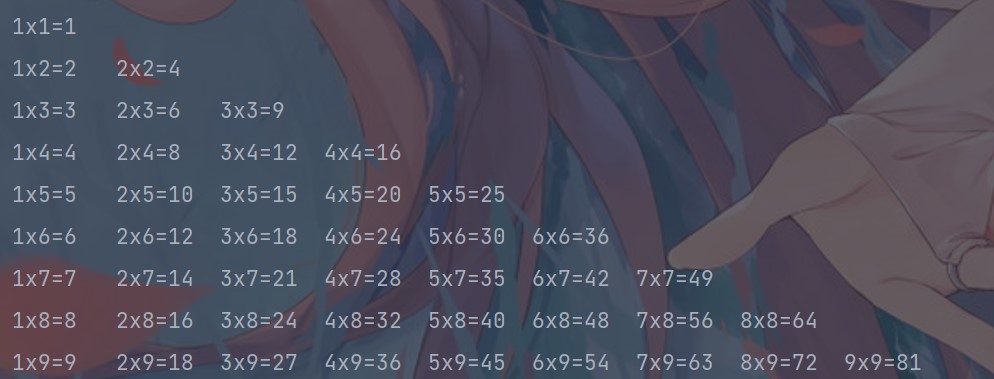 1x1=1
1x2=2 2x2=4
1x3=3 2x3=6 3x3=9
1x4=4 2x4=8 3x4=12 4x4=16
1x5=5 2x5=10 3x5=15 4x5=20 5x5=25
1x6=6 2x6=12 3x6=18 4x6=24 5x6=30 6x6=36
1x7=7 2x7=14 3x7=21 4x7=28 5x7=35 6x7=42 7x7=49
1x8=8 2x8=16 3x8=24 4x8=32 5x8=40 6x8=48 7x8=56 8x8=64
1x9=9 2x9=18 3x9=27 4x9=36 5x9=45 6x9=54 7x9=63 8x9=72 9x9=81